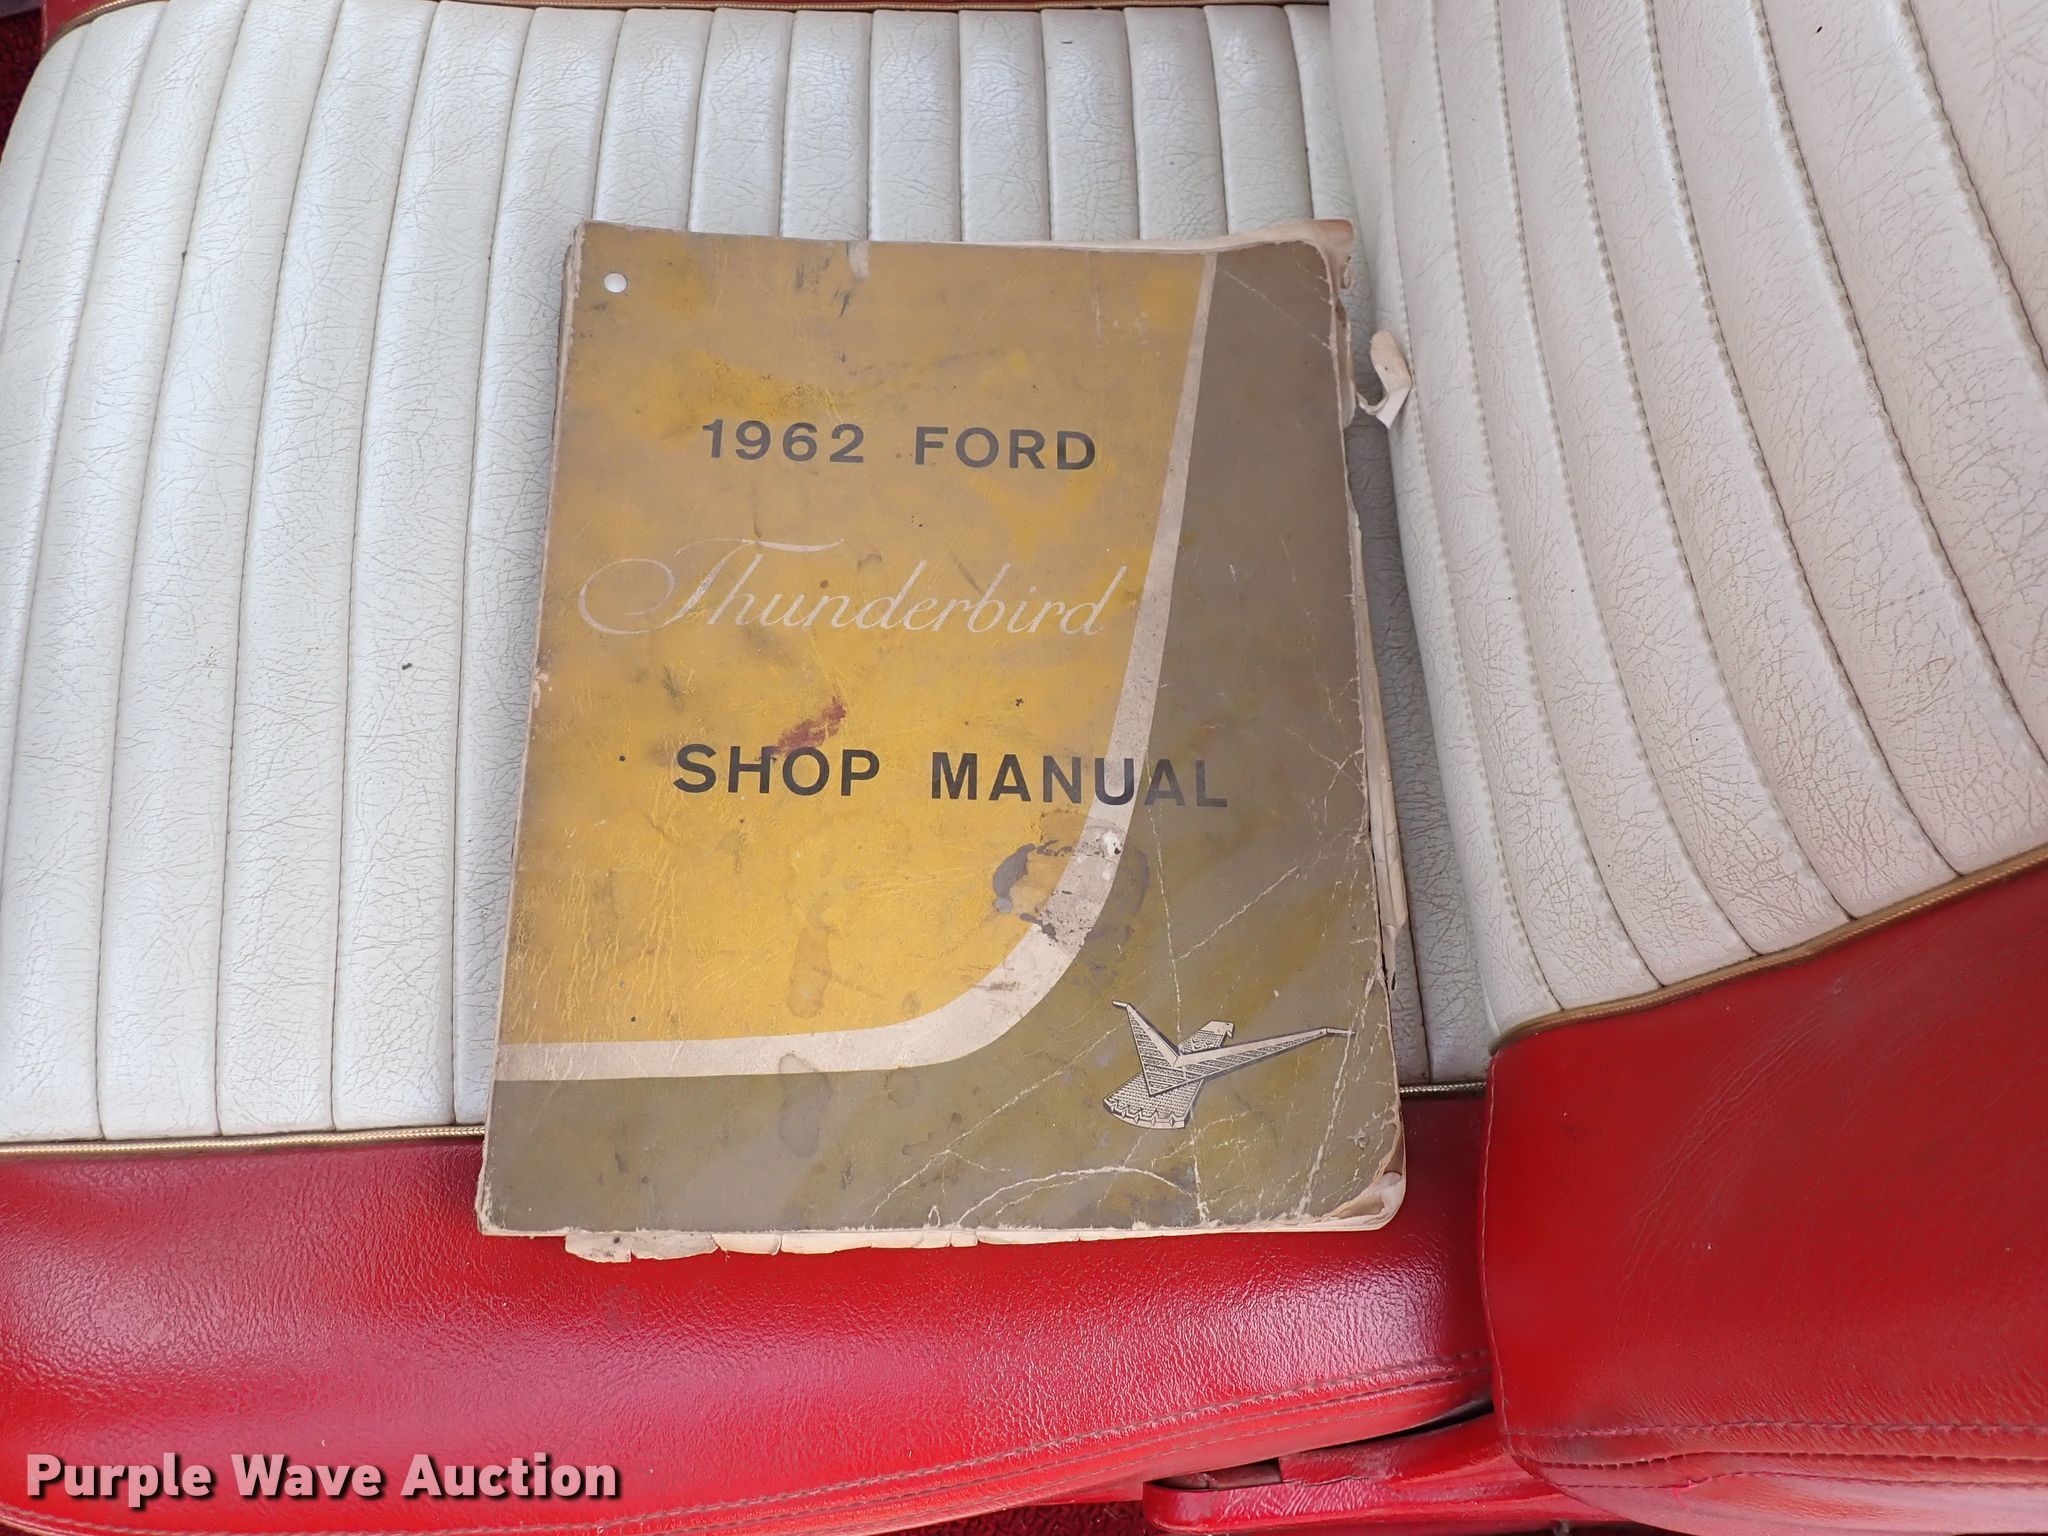 1962 FORD
Thunderbird
SHOP MANUAL
Purple Wave Auction